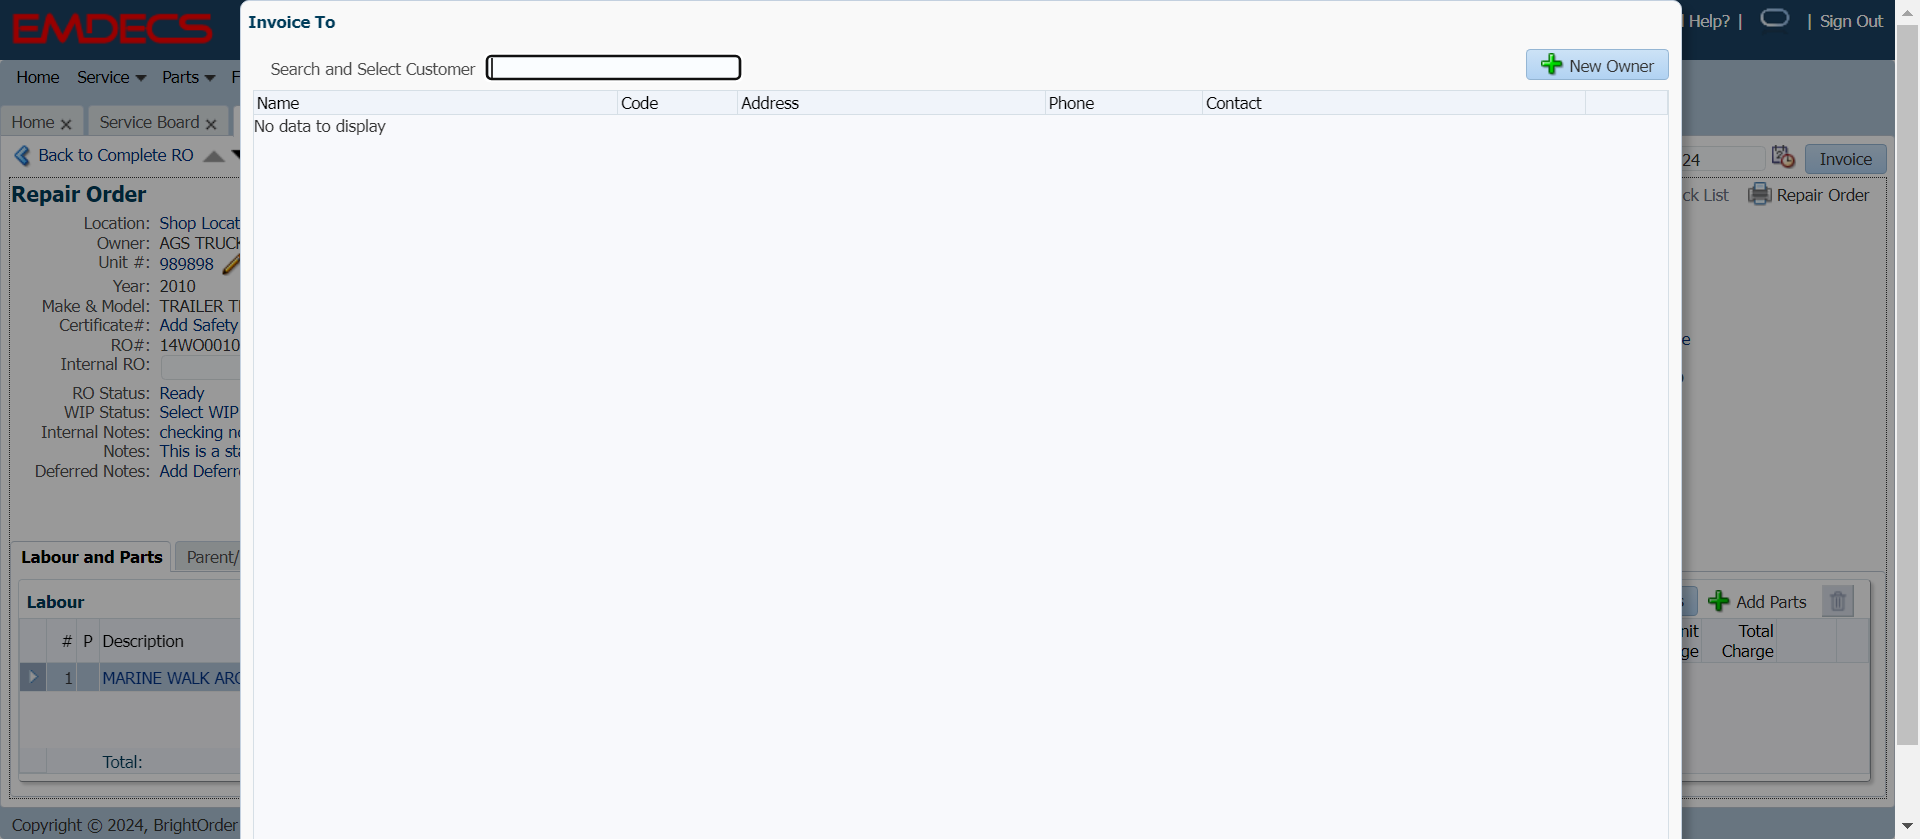 EMDECS
Invoice To
Help? |
| Sign Out
Home Service Parts F
Search and Select Customer
New Owner
Name Code Address Phone Contact
No data to display
Home Service Board
Back to Complete RO
24 Invoice
Repair Order
ck List Repair Order
Location: Shop Locat
Owner: AGS TRUCK
Unit #: 989898
Year: 2010
Make & Model: TRAILER T
Certificate#: Add Safety
RO#: 14WO0010
Internal RO:
RO Status: Ready
WIP Status: Select WIP
Internal Notes: checking no
Notes: This is a sta
Deferred Notes: Add Deferr
e
Labour and Parts Parent/
Labour
Add Parts
# P Description
nit Total
ge Charge
1 MARINE WALK ARO
Total:
Copyright © 2024, BrightOrder